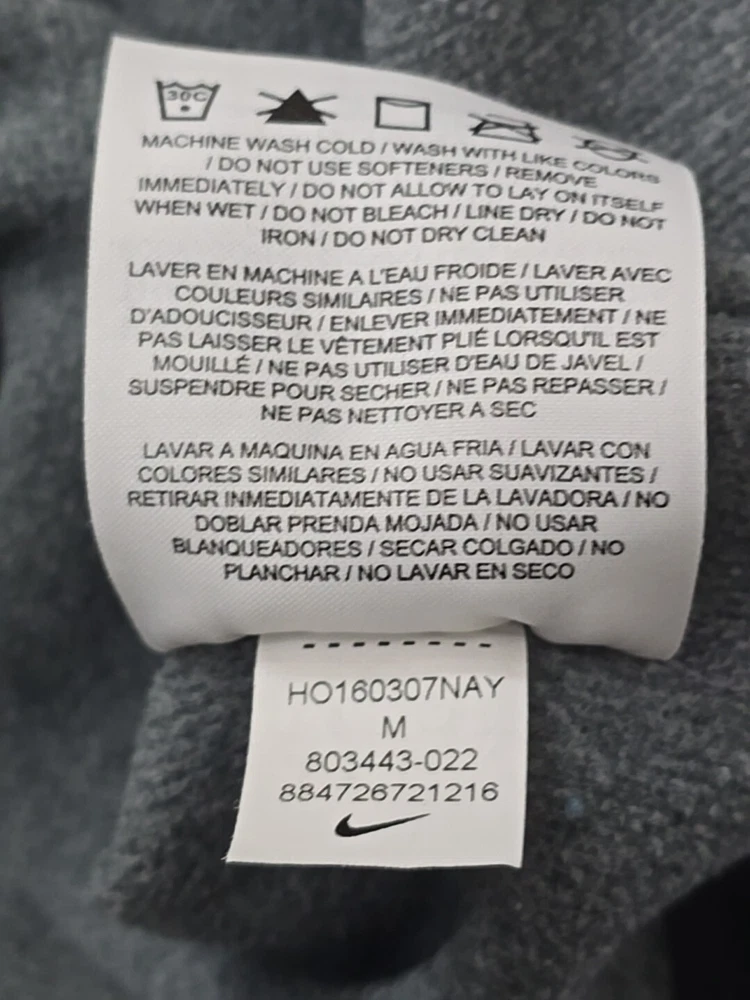 30C
MACHINE WASH COLD / WASH WITH LIKE COLORS
/ DO NOT USE SOFTENERS / REMOVE
IMMEDIATELY / DO NOT ALLOW TO LAY ON ITSELF
WHEN WET / DO NOT BLEACH / LINE DRY / DO NOT
IRON / DO NOT DRY CLEAN
LAVER EN MACHINE A L'EAU FROIDE / LAVER AVEC
COULEURS SIMILAIRES / NE PAS UTILISER
D'ADOUCISSEUR / ENLEVER IMMEDIATEMENT / NE
PAS LAISSER LE VÊTEMENT PLIÉ LORSQU'IL EST
MOUILLÉ / NE PAS UTILISER D'EAU DE JAVEL /
SUSPENDRE POUR SECHER / NE PAS REPASSER /
NE PAS NETTOYER A SEC
LAVAR A MAQUINA EN AGUA FRIA / LAVAR CON
COLORES SIMILARES / NO USAR SUAVIZANTES /
RETIRAR INMEDIATAMENTE DE LA LAVADORA / NO
DOBLAR PRENDA MOJADA / NO USAR
BLANQUEADORES / SECAR COLGADO / NO
PLANCHAR / NO LAVAR EN SECO
HO160307NAY
M
803443-022
884726721216